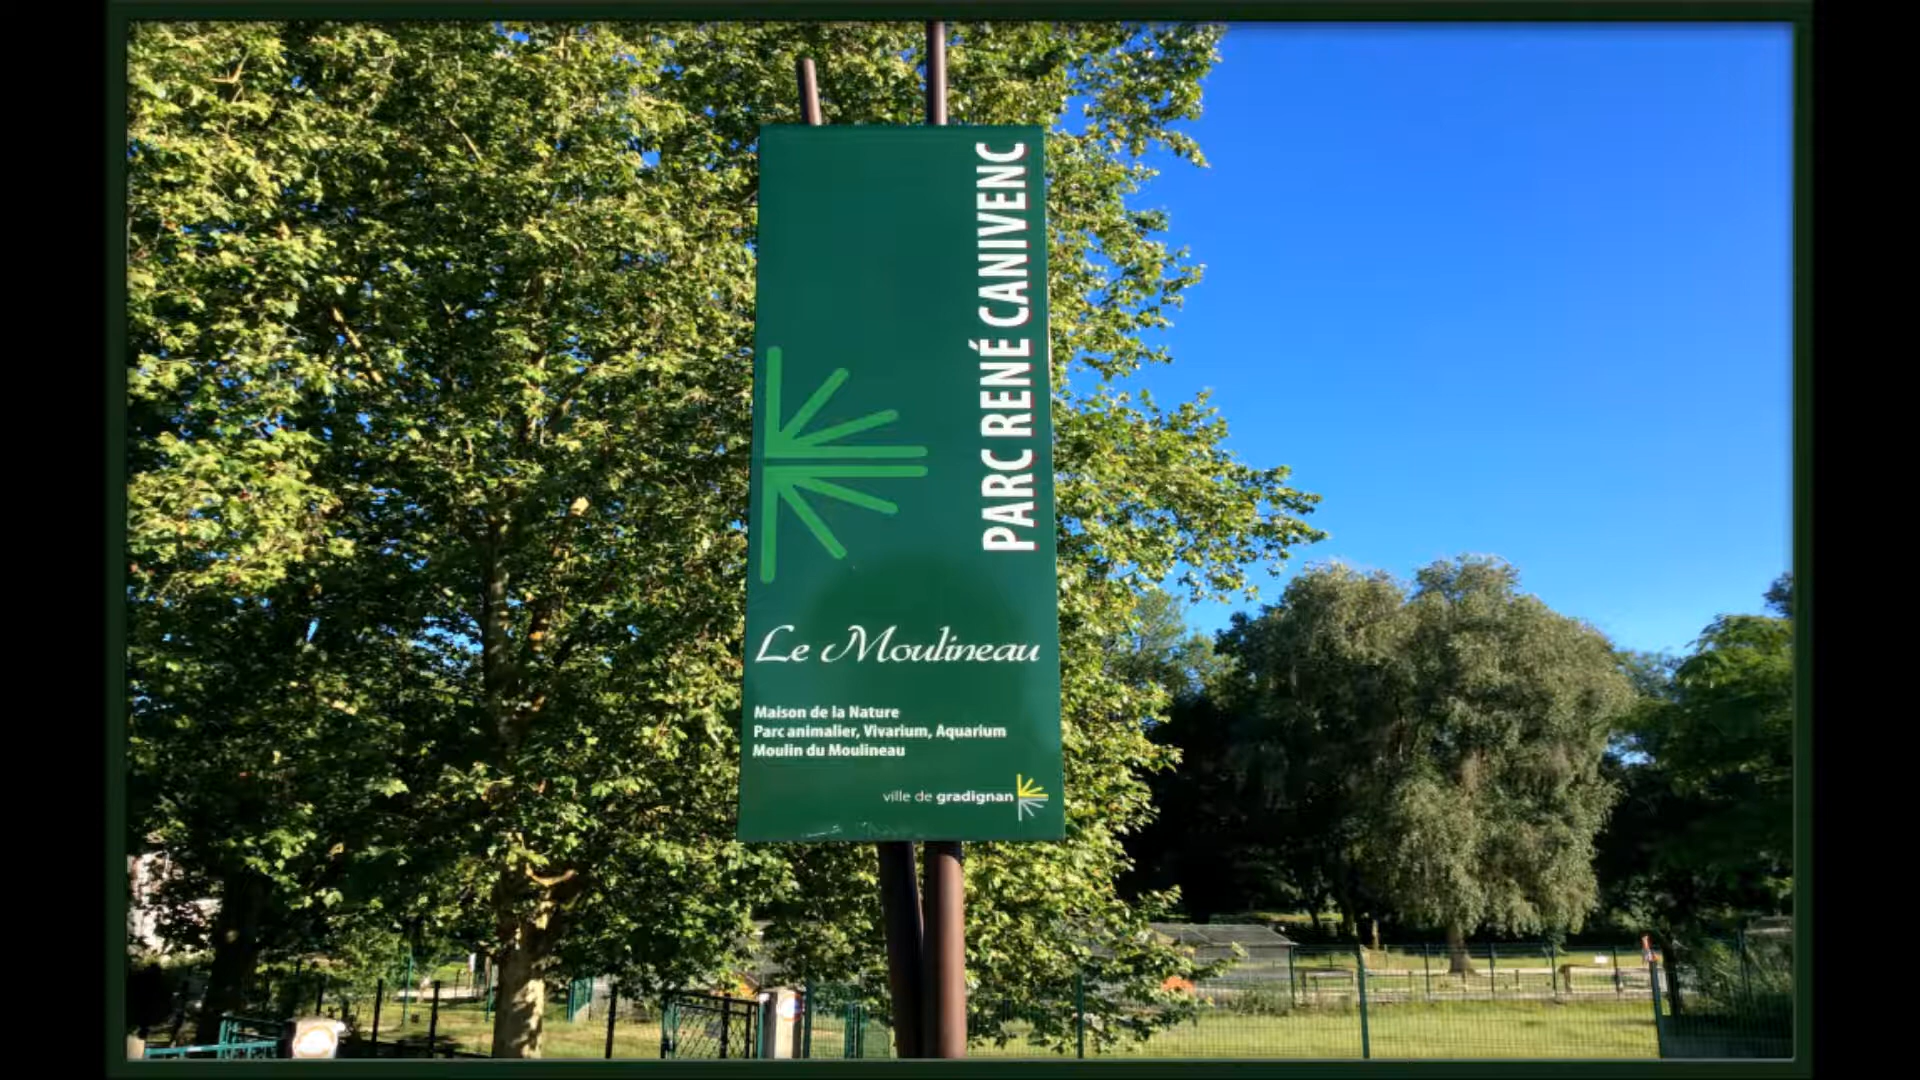 PARC RENÉ CANIVENC
Le Moulineau
Maison de la Nature
Parc animalier, Vivarium, Aquarium
Moulin du Moulineau
ville de gradignan